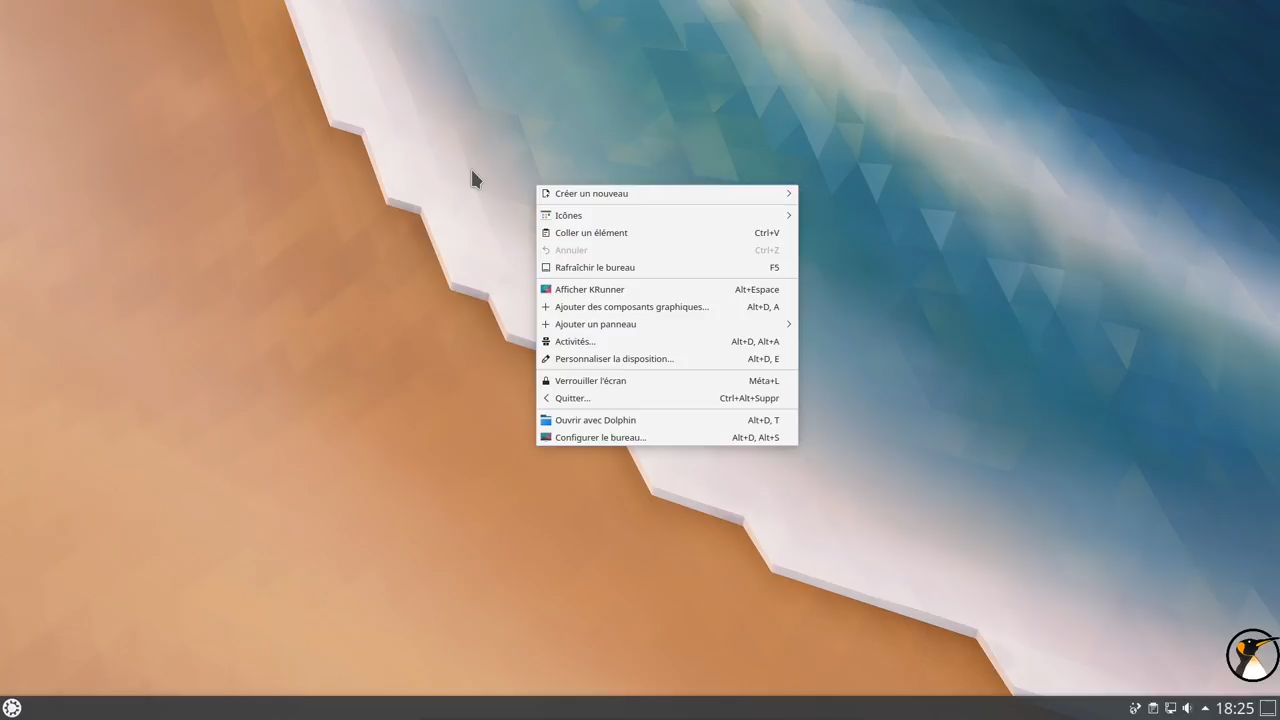 Créer un nouveau
Icônes
Coller un élément Ctrl+V
Annuler Ctrl+Z
Rafraîchir le bureau F5
Afficher KRunner Alt+Espace
Ajouter des composants graphiques... Alt+D, A
Ajouter un panneau
Activités... Alt+D, Alt+A
Personnaliser la disposition... Alt+D, E
Verrouiller l'écran Méta+L
Quitter... Ctrl+Alt+Suppr
Ouvrir avec Dolphin Alt+D, T
Configurer le bureau... Alt+D, Alt+S
18:25